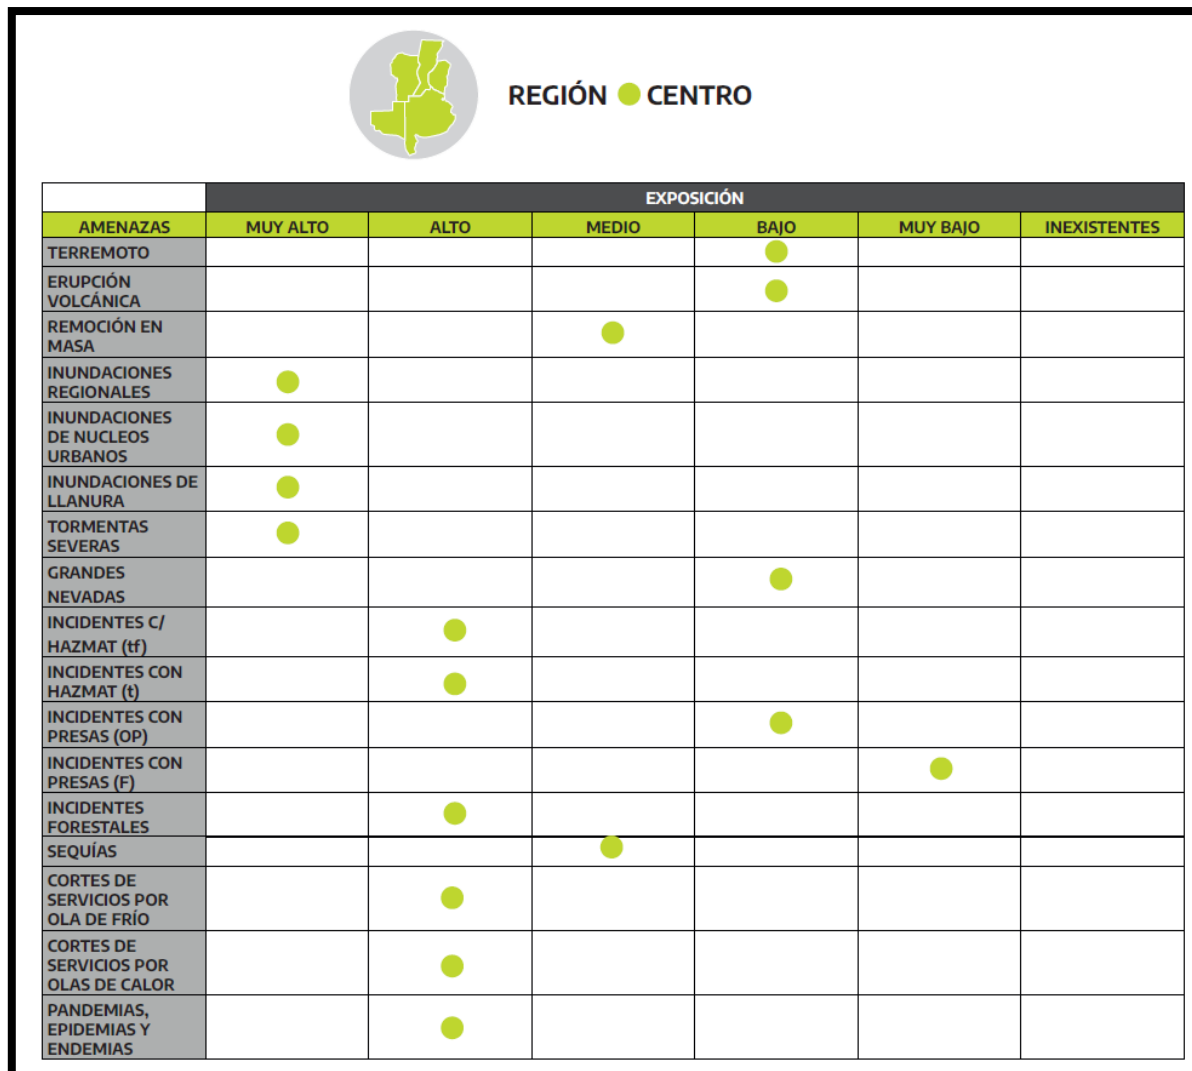 REGIÓN CENTRO
EXPOSICIÓN
AMENAZAS MUY ALTO ALTO MEDIO BAJO MUY BAJO INEXISTENTES
TERREMOTO
ERUPCIÓN
VOLCÁNICA
REMOCIÓN EN
MASA
INUNDACIONES
REGIONALES
INUNDACIONES
DE NUCLEOS
URBANOS
INUNDACIONES DE
LLANURA
TORMENTAS
SEVERAS
GRANDES
NEVADAS
INCIDENTES C/
HAZMAT (tf)
INCIDENTES CON
HAZMAT (t)
INCIDENTES CON
PRESAS (OP)
INCIDENTES CON
PRESAS (F)
INCIDENTES
FORESTALES
SEQUÍAS
CORTES DE
SERVICIOS POR
OLA DE FRÍO
CORTES DE
SERVICIOS POR
OLAS DE CALOR
PANDEMIAS,
EPIDEMIAS Y
ENDEMIAS